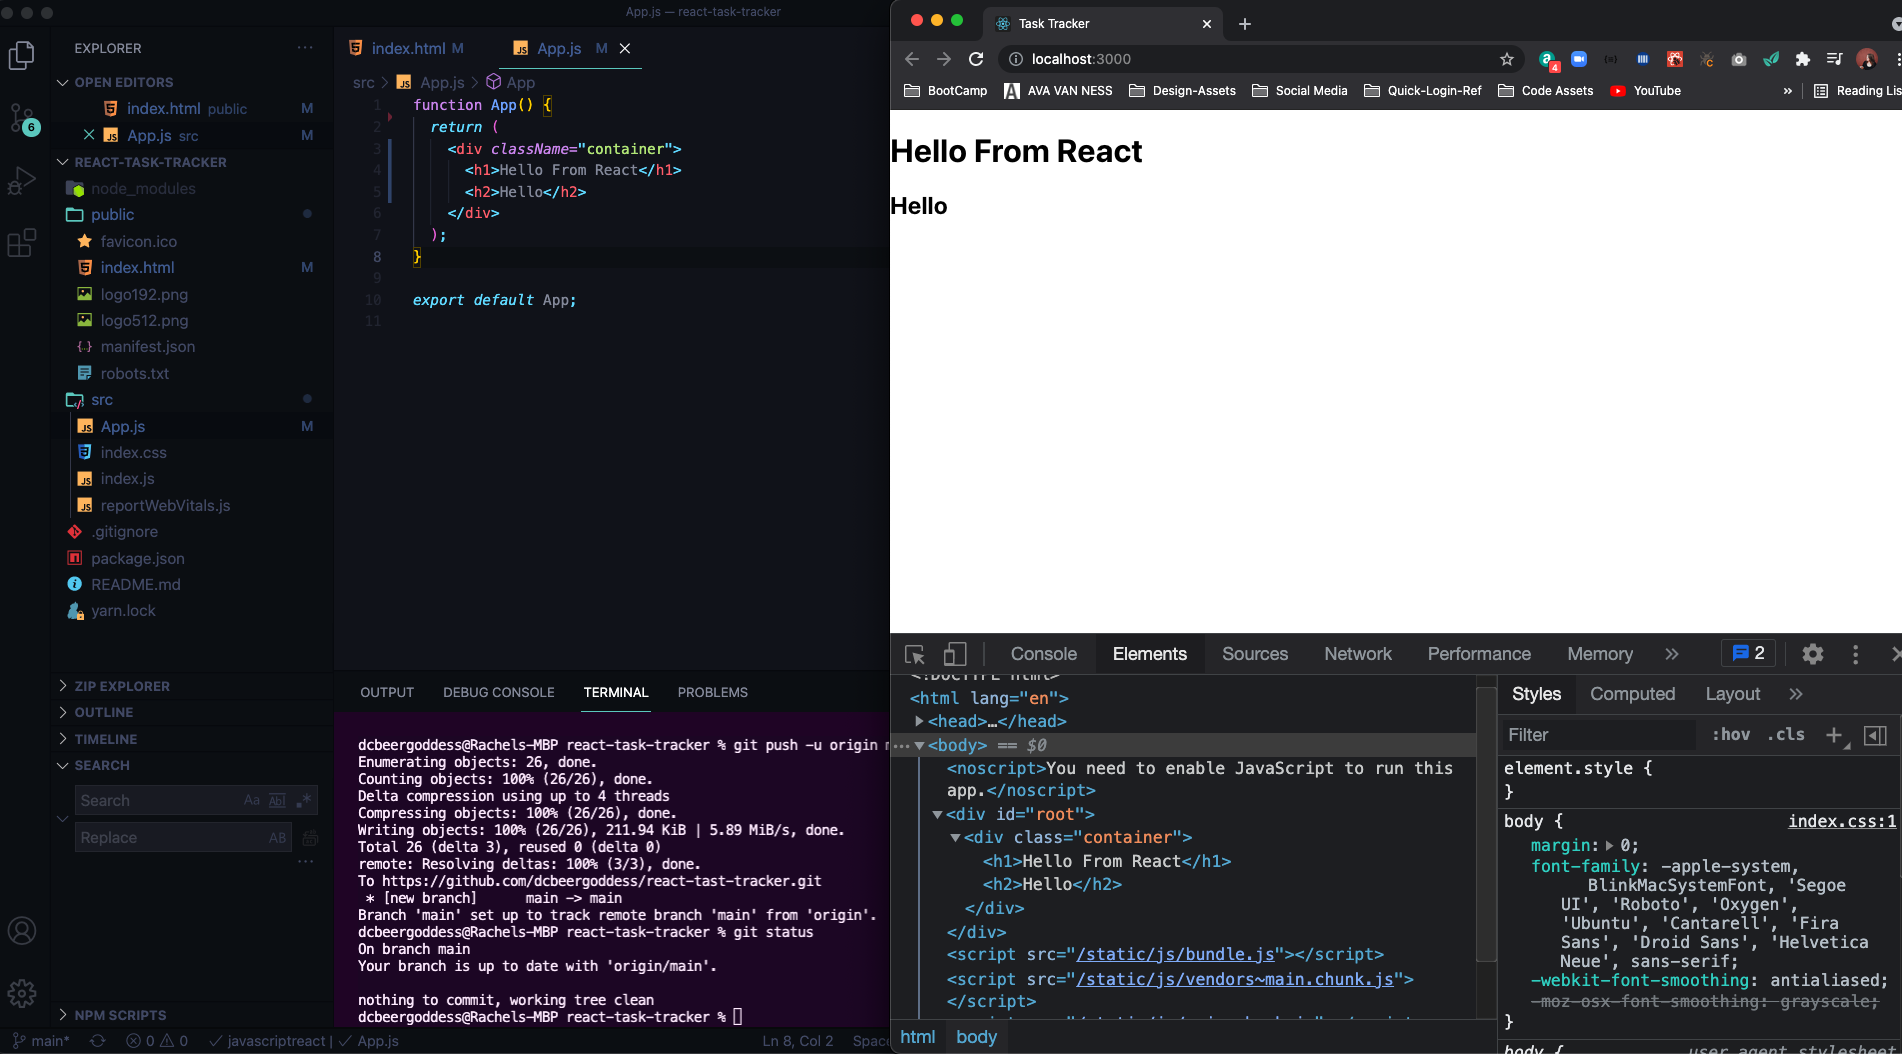 App.js — react-task-tracker
EXPLORER
OPEN EDITORS
index.html public M
App.js src M
6
REACT-TASK-TRACKER
node_modules
public
favicon.ico
index.html M
logo192.png
logo512.png
manifest.json
robots.txt
src
App.js M
index.css
index.js
reportWebVitals.js
.gitignore
package.json
README.md
yarn.lock
ZIP EXPLORER
OUTLINE
TIMELINE
SEARCH
Search Aa Abl .*
Replace AB
NPM SCRIPTS
index.html M
App.js M
src > App.js > App
1 function App() {
2 return (
3 <div className="container">
4 <h1>Hello From React</h1>
5 <h2>Hello</h2>
6 </div>
7 );
8 }
9
10 export default App;
11
OUTPUT DEBUG CONSOLE TERMINAL PROBLEMS
dcbeergoddess@Rachels-MBP react-task-tracker % git push -u origin
Enumerating objects: 26, done.
Counting objects: 100% (26/26), done.
Delta compression using up to 4 threads
Compressing objects: 100% (26/26), done.
Writing objects: 100% (26/26), 211.94 KiB | 5.89 MiB/s, done.
Total 26 (delta 3), reused 0 (delta 0)
remote: Resolving deltas: 100% (3/3), done.
To https://github.com/dcbeergoddess/react-tast-tracker.git
* [new branch] main -> main
Branch 'main' set up to track remote branch 'main' from 'origin'.
dcbeergoddess@Rachels-MBP react-task-tracker % git status
On branch main
Your branch is up to date with 'origin/main'.
nothing to commit, working tree clean
dcbeergoddess@Rachels-MBP react-task-tracker %
main* 0 0 javascriptreact | App.js Ln 8, Col 2
Task Tracker
localhost:3000
4
BootCamp AVA VAN NESS Design-Assets Social Media Quick-Login-Ref Code Assets YouTube » Reading Lis
Hello From React
Hello
Console Elements Sources Network Performance Memory » 2
<!DOCTYPE html>
<html lang="en">
<head>…</head>
<body> == $0
<noscript>You need to enable JavaScript to run this
app.</noscript>
<div id="root">
<div class="container">
<h1>Hello From React</h1>
<h2>Hello</h2>
</div>
</div>
<script src="/static/js/bundle.js"></script>
<script src="/static/js/vendors~main.chunk.js">
</script>
html body
Styles Computed Layout »
Filter :hov .cls +
element.style {
}
body { index.css:1
margin: 0;
font-family: -apple-system,
BlinkMacSystemFont, 'Segoe
UI', 'Roboto', 'Oxygen',
'Ubuntu', 'Cantarell', 'Fira
Sans', 'Droid Sans', 'Helvetica
Neue', sans-serif;
-webkit-font-smoothing: antialiased;
-moz-osx-font-smoothing: grayscale;
}
body { user agent stylesheet